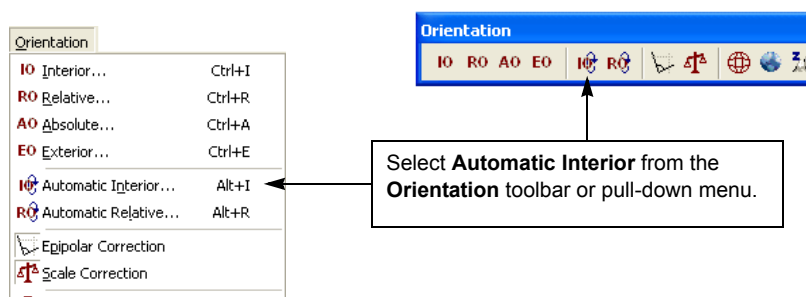 Orientation
IO Interior... Ctrl+I
RO Relative... Ctrl+R
AO Absolute... Ctrl+A
EO Exterior... Ctrl+E
IO Automatic Interior... Alt+I
RO Automatic Relative... Alt+R
Epipolar Correction
Scale Correction
Orientation
IO RO AO EO IO RO
Select Automatic Interior from the
Orientation toolbar or pull-down menu.